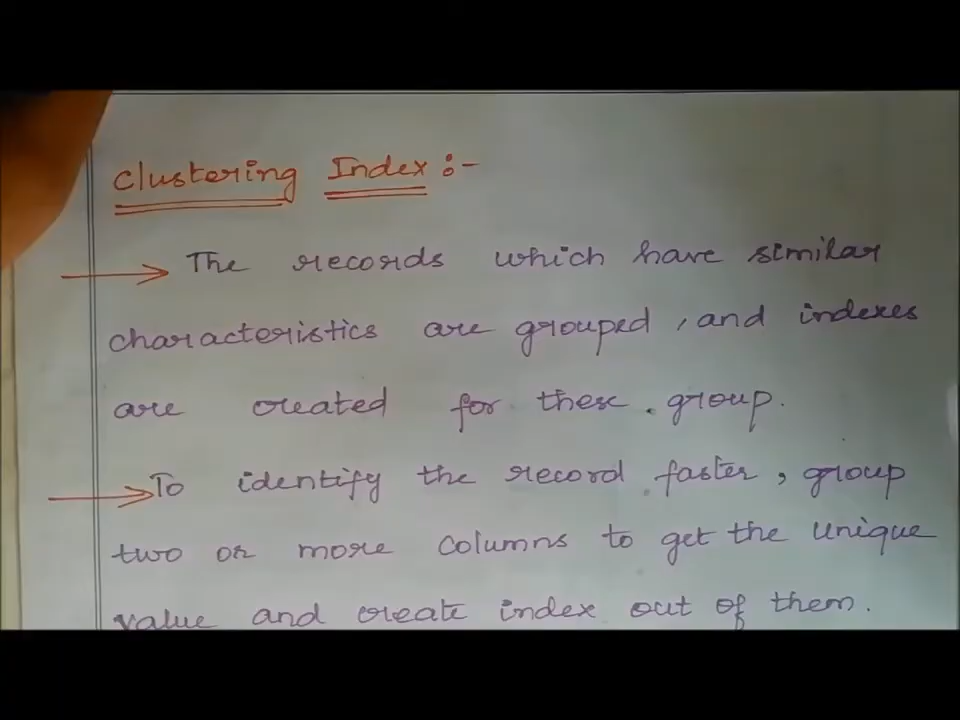 Clustering Index :-
The records which have similar
characteristics are grouped, and indexes
are created for these group.
To identify the record faster, group
two or more columns to get the unique
value and create index out of them.